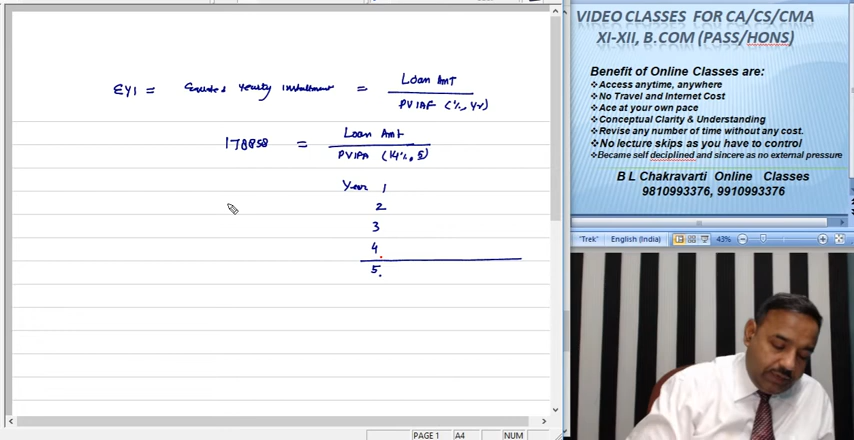 EYI = Equated Yearly Installment = Loan Amt
PVIAF (%, Yr)
178858 = Loan Amt
PVIFA (14%, 5)
Year 1
2
3
4
5
PAGE 1 A4 NUM
VIDEO CLASSES FOR CA/CS/CMA
XI-XII, B.COM (PASS/HONS)
Benefit of Online Classes are:
❖Access anytime, anywhere
❖No Travel and Internet Cost
❖Ace at your own pace
❖Conceptual Clarity & Understanding
❖Revise any number of time without any cost.
❖No lecture skips as you have to control
❖Became self deciplined and sincere as no external pressure
B L Chakravarti Online Classes
9810993376, 9910993376
"Trek" English (India) 43%